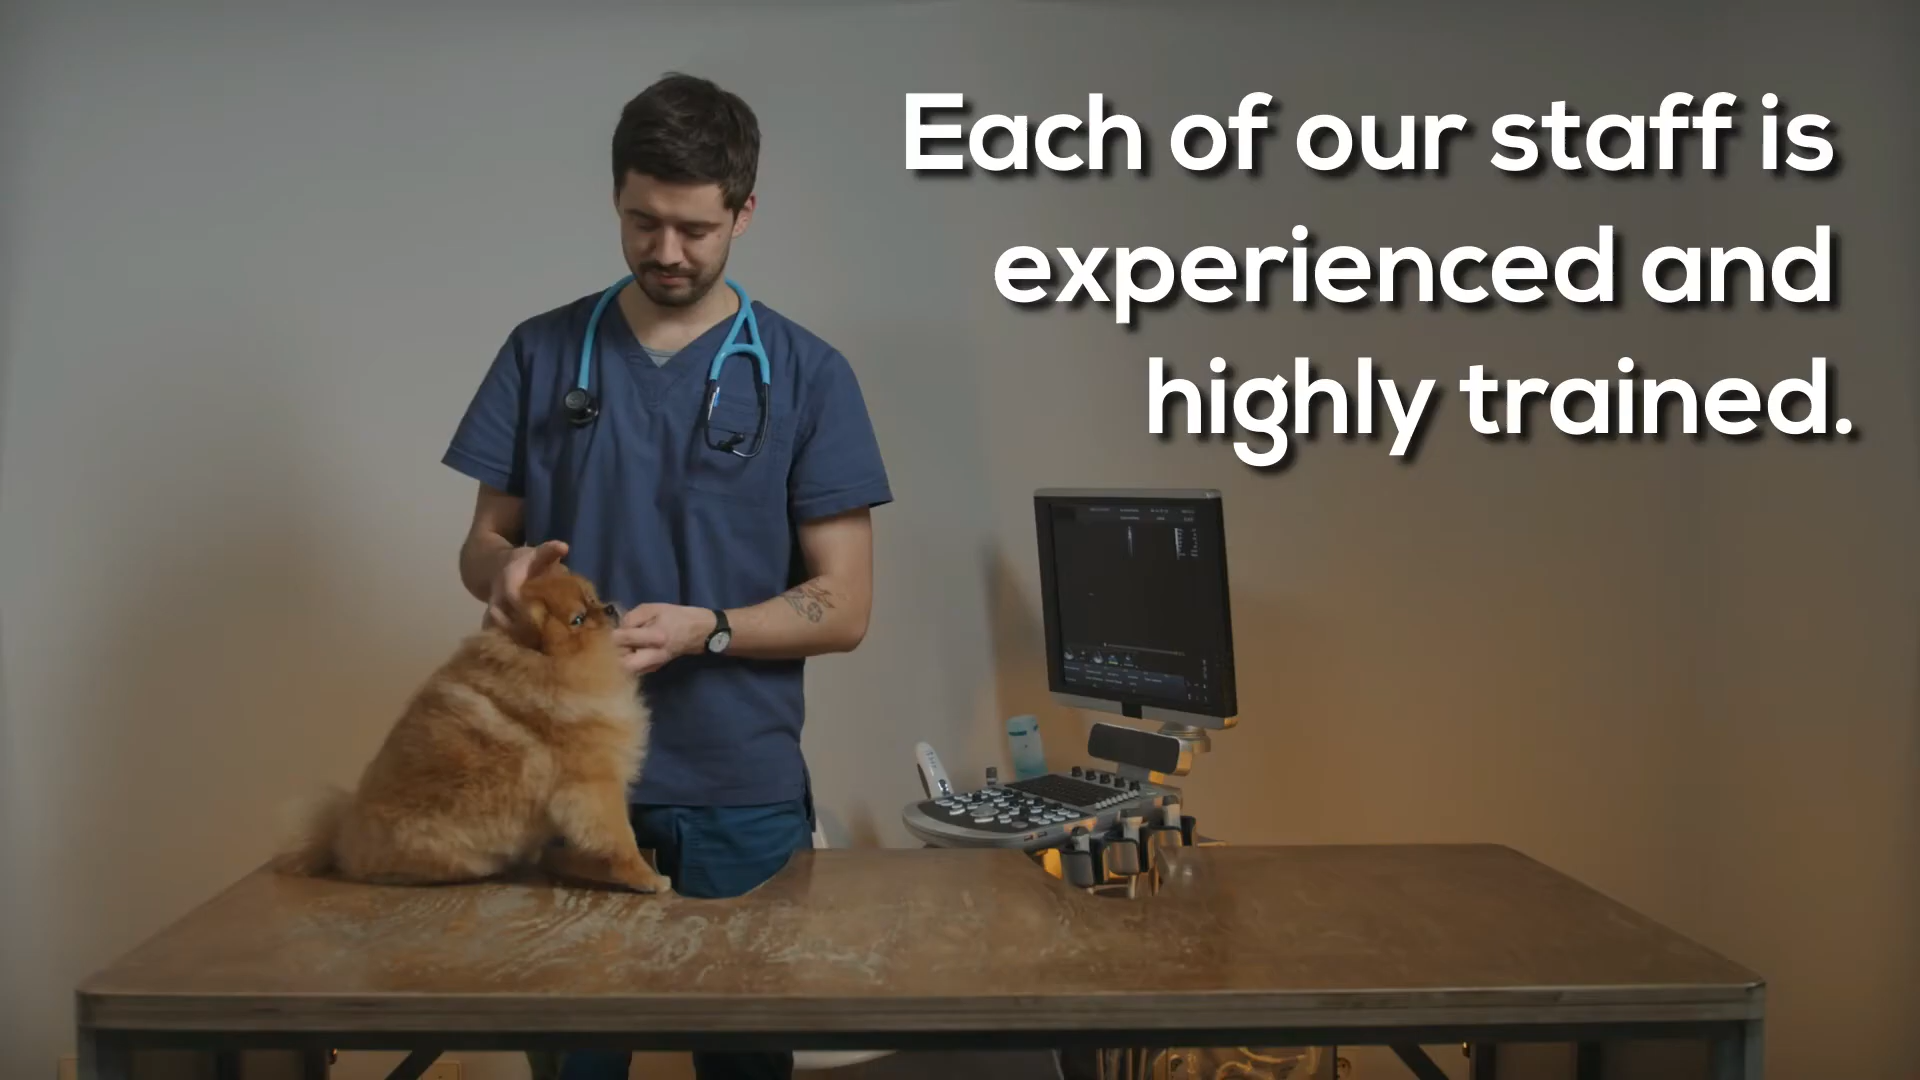 Each of our staff is
experienced and
highly trained.